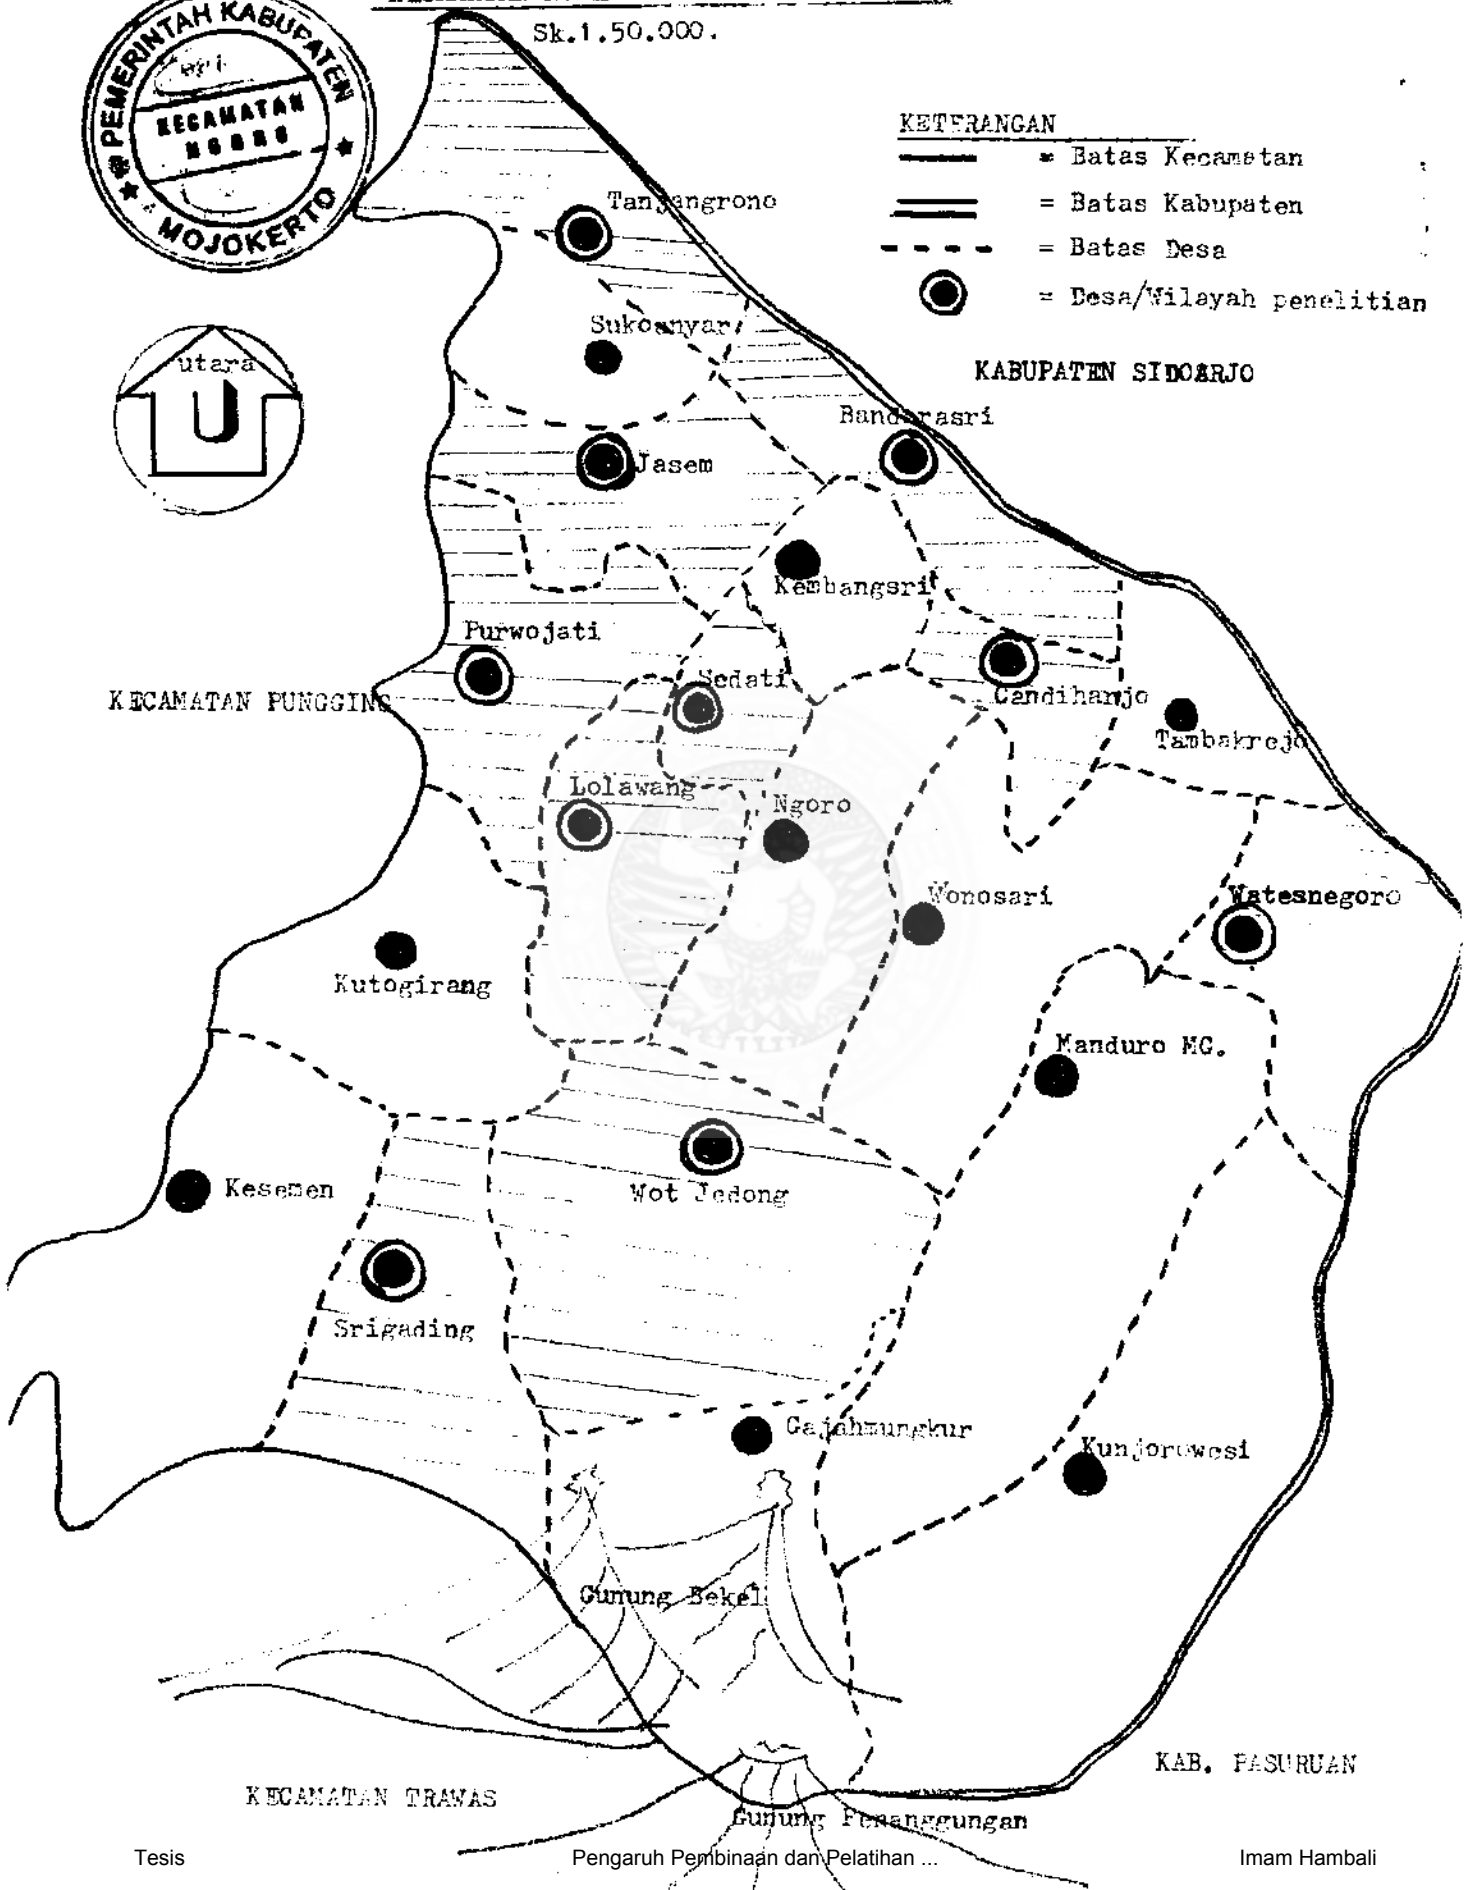 Sk.1.50.000.
PEMERINTAH KABUPATEN
KECAMATAN
NGORO
MOJOKERTO
utara
U
KETERANGAN
= Batas Kecamatan
= Batas Kabupaten
= Batas Desa
= Desa/Wilayah penelitian
KABUPATEN SIDOARJO
Tanjangrono
Sukoanyar
Bandarasri
Jasem
Kembangsri
Purwojati
Sedati
Candiharjo
KECAMATAN PUNGGING
Tambakrejo
Lolawang
Ngoro
Wonosari
Watesnegoro
Kutogirang
Manduro MG.
Kesemen
Wot Jedong
Srigading
Gajahmungkur
Kunjorowesi
Gunung Bekel
KAB. PASURUAN
KECAMATAN TRAWAS
Gunung Penanggungan
Tesis
Pengaruh Pembinaan dan Pelatihan ...
Imam Hambali